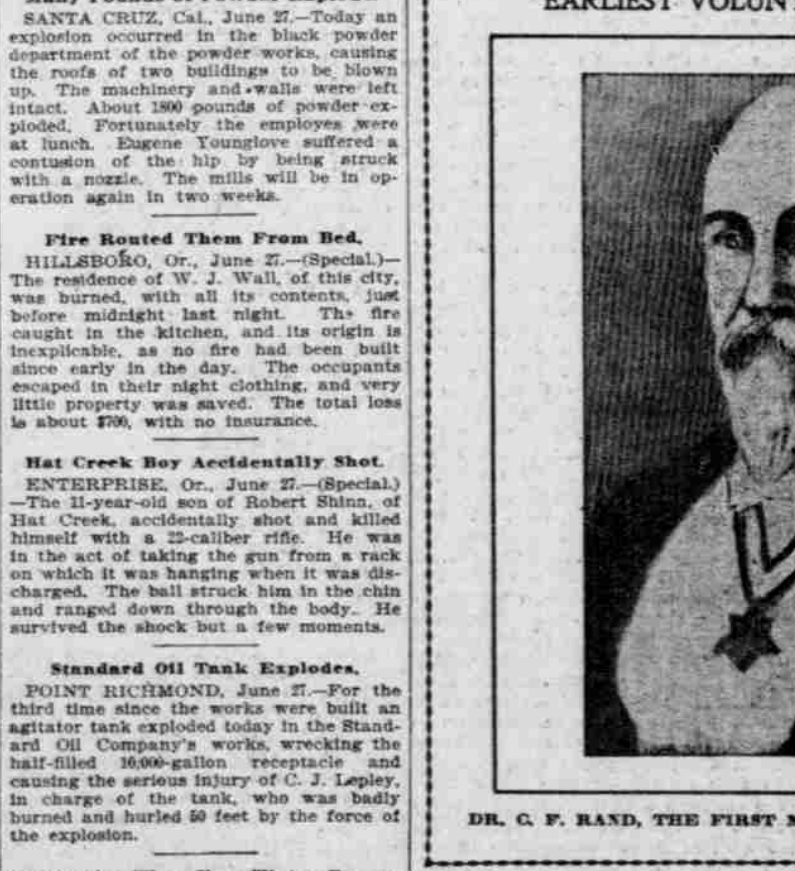 SANTA CRUZ, Cal., June 27.—Today an
explosion occurred in the black powder
department of the powder works, causing
the roofs of two buildings to be blown
up. The machinery and walls were left
intact. About 1800 pounds of powder ex-
ploded. Fortunately the employes were
at lunch. Eugene Younglove suffered a
contusion of the hip by being struck
with a nozzle. The mills will be in op-
eration again in two weeks.
Fire Routed Them From Bed.
HILLSBORO, Or., June 27.—(Special.)—
The residence of W. J. Wall, of this city,
was burned, with all its contents, just
before midnight last night. The fire
caught in the kitchen, and its origin is
inexplicable, as no fire had been built
since early in the day. The occupants
escaped in their night clothing, and very
little property was saved. The total loss
is about $700, with no insurance.
Hat Creek Boy Accidentally Shot.
ENTERPRISE, Or., June 27.—(Special.)
—The 11-year-old son of Robert Shinn, of
Hat Creek, accidentally shot and killed
himself with a 22-caliber rifle. He was
in the act of taking the gun from a rack
on which it was hanging when it was dis-
charged. The ball struck him in the chin
and ranged down through the body. He
survived the shock but a few moments.
Standard Oil Tank Explodes.
POINT RICHMOND, June 27.—For the
third time since the works were built an
agitator tank exploded today in the Stand-
ard Oil Company's works, wrecking the
half-filled 10,000-gallon receptacle and
causing the serious injury of C. J. Lepley,
in charge of the tank, who was badly
burned and hurled 50 feet by the force of
the explosion.
EARLIEST VOLUN
DR. C. F. RAND, THE FIRST M